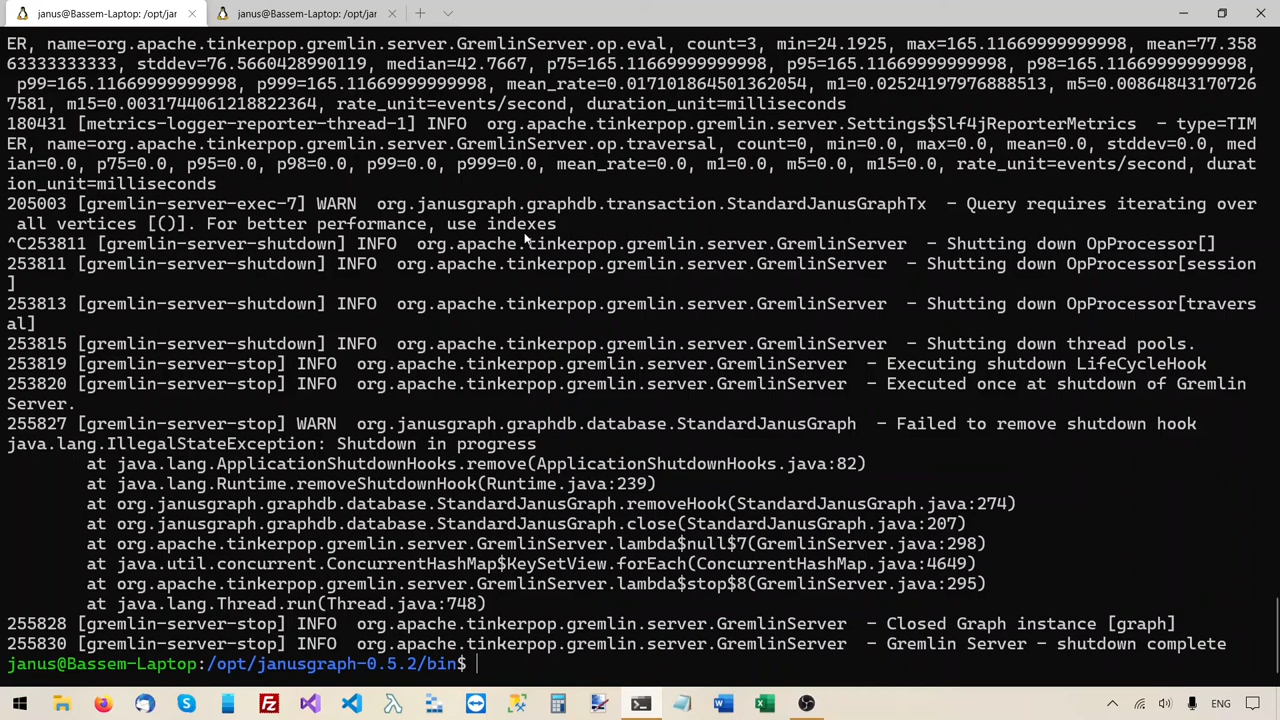 janus@Bassem-Laptop: /opt/jar
janus@Bassem-Laptop: /opt/jar
ER, name=org.apache.tinkerpop.gremlin.server.GremlinServer.op.eval, count=3, min=24.1925, max=165.11669999999998, mean=77.358
63333333333, stddev=76.5660428990119, median=42.7667, p75=165.11669999999998, p95=165.11669999999998, p98=165.11669999999998,
 p99=165.11669999999998, p999=165.11669999999998, mean_rate=0.017101864501362054, m1=0.02524197976888513, m5=0.00864843170726
7581, m15=0.0031744061218822364, rate_unit=events/second, duration_unit=milliseconds
180431 [metrics-logger-reporter-thread-1] INFO  org.apache.tinkerpop.gremlin.server.Settings$Slf4jReporterMetrics  - type=TIM
ER, name=org.apache.tinkerpop.gremlin.server.GremlinServer.op.traversal, count=0, min=0.0, max=0.0, mean=0.0, stddev=0.0, med
ian=0.0, p75=0.0, p95=0.0, p98=0.0, p99=0.0, p999=0.0, mean_rate=0.0, m1=0.0, m5=0.0, m15=0.0, rate_unit=events/second, durat
ion_unit=milliseconds
205003 [gremlin-server-exec-7] WARN  org.janusgraph.graphdb.transaction.StandardJanusGraphTx  - Query requires iterating over
 all vertices [()]. For better performance, use indexes
^C253811 [gremlin-server-shutdown] INFO  org.apache.tinkerpop.gremlin.server.GremlinServer  - Shutting down OpProcessor[]
253811 [gremlin-server-shutdown] INFO  org.apache.tinkerpop.gremlin.server.GremlinServer  - Shutting down OpProcessor[session
]
253813 [gremlin-server-shutdown] INFO  org.apache.tinkerpop.gremlin.server.GremlinServer  - Shutting down OpProcessor[travers
al]
253815 [gremlin-server-shutdown] INFO  org.apache.tinkerpop.gremlin.server.GremlinServer  - Shutting down thread pools.
253819 [gremlin-server-stop] INFO  org.apache.tinkerpop.gremlin.server.GremlinServer  - Executing shutdown LifeCycleHook
253820 [gremlin-server-stop] INFO  org.apache.tinkerpop.gremlin.server.GremlinServer  - Executed once at shutdown of Gremlin
Server.
255827 [gremlin-server-stop] WARN  org.janusgraph.graphdb.database.StandardJanusGraph  - Failed to remove shutdown hook
java.lang.IllegalStateException: Shutdown in progress
        at java.lang.ApplicationShutdownHooks.remove(ApplicationShutdownHooks.java:82)
        at java.lang.Runtime.removeShutdownHook(Runtime.java:239)
        at org.janusgraph.graphdb.database.StandardJanusGraph.removeHook(StandardJanusGraph.java:274)
        at org.janusgraph.graphdb.database.StandardJanusGraph.close(StandardJanusGraph.java:207)
        at org.apache.tinkerpop.gremlin.server.GremlinServer.lambda$null$7(GremlinServer.java:298)
        at java.util.concurrent.ConcurrentHashMap$KeySetView.forEach(ConcurrentHashMap.java:4649)
        at org.apache.tinkerpop.gremlin.server.GremlinServer.lambda$stop$8(GremlinServer.java:295)
        at java.lang.Thread.run(Thread.java:748)
255828 [gremlin-server-stop] INFO  org.apache.tinkerpop.gremlin.server.GremlinServer  - Closed Graph instance [graph]
255830 [gremlin-server-stop] INFO  org.apache.tinkerpop.gremlin.server.GremlinServer  - Gremlin Server - shutdown complete
janus@Bassem-Laptop:/opt/janusgraph-0.5.2/bin$
ENG